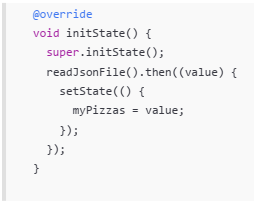 @override
void initState() {
  super.initState();
  readJsonFile().then((value) {
    setState(() {
      myPizzas = value;
    });
  });
}